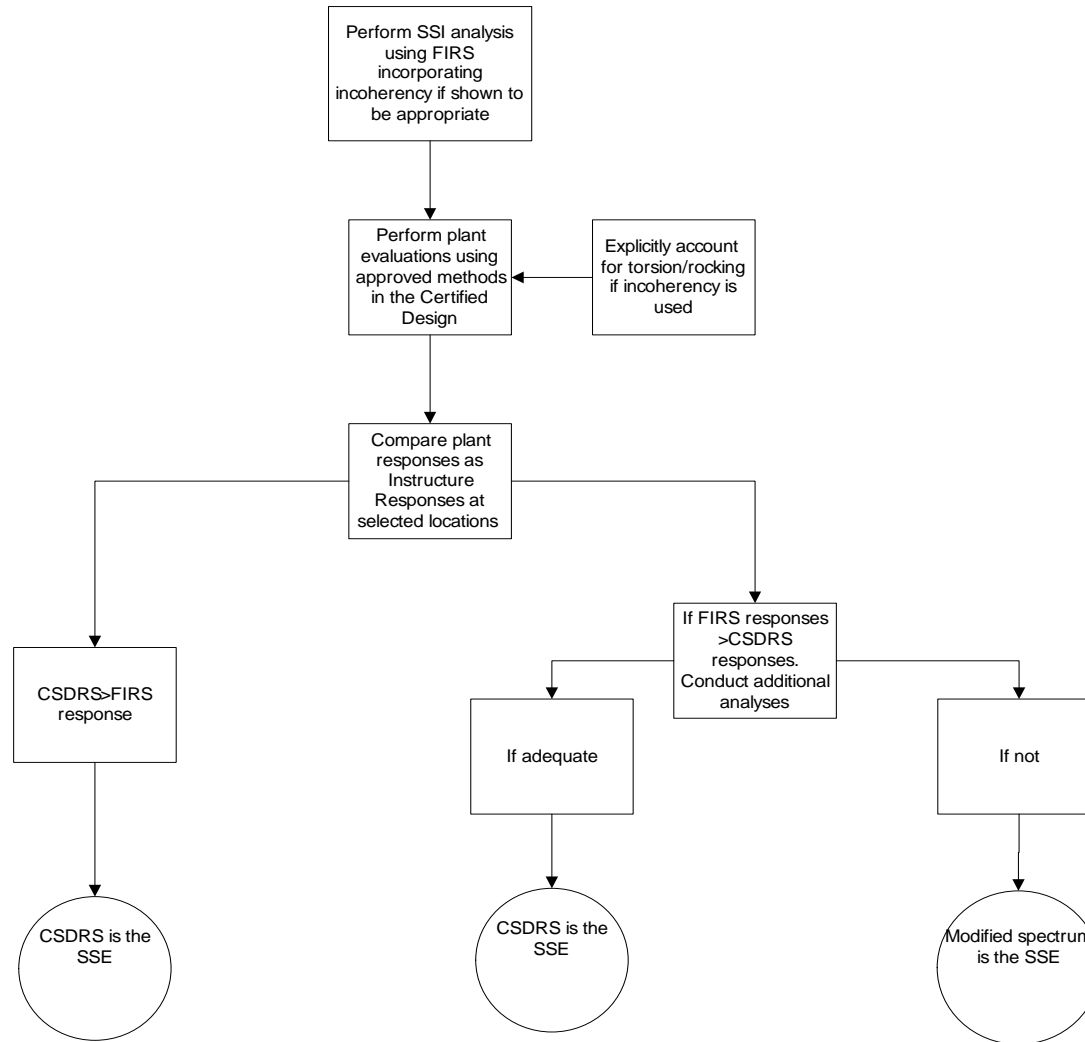 Perform SSI analysis
using FIRS
incorporating
incoherency if shown to
be appropriate
Perform plant
evaluations using
approved methods
in the Certified
Design
Explicitly account
for torsion/rocking
if incoherency is
used
Compare plant
responses as
Instructure
Responses at
selected locations
If FIRS responses
>CSDRS
responses.
Conduct additional
analyses
CSDRS>FIRS
response
If adequate
If not
CSDRS is the
SSE
CSDRS is the
SSE
Modified spectrum
is the SSE